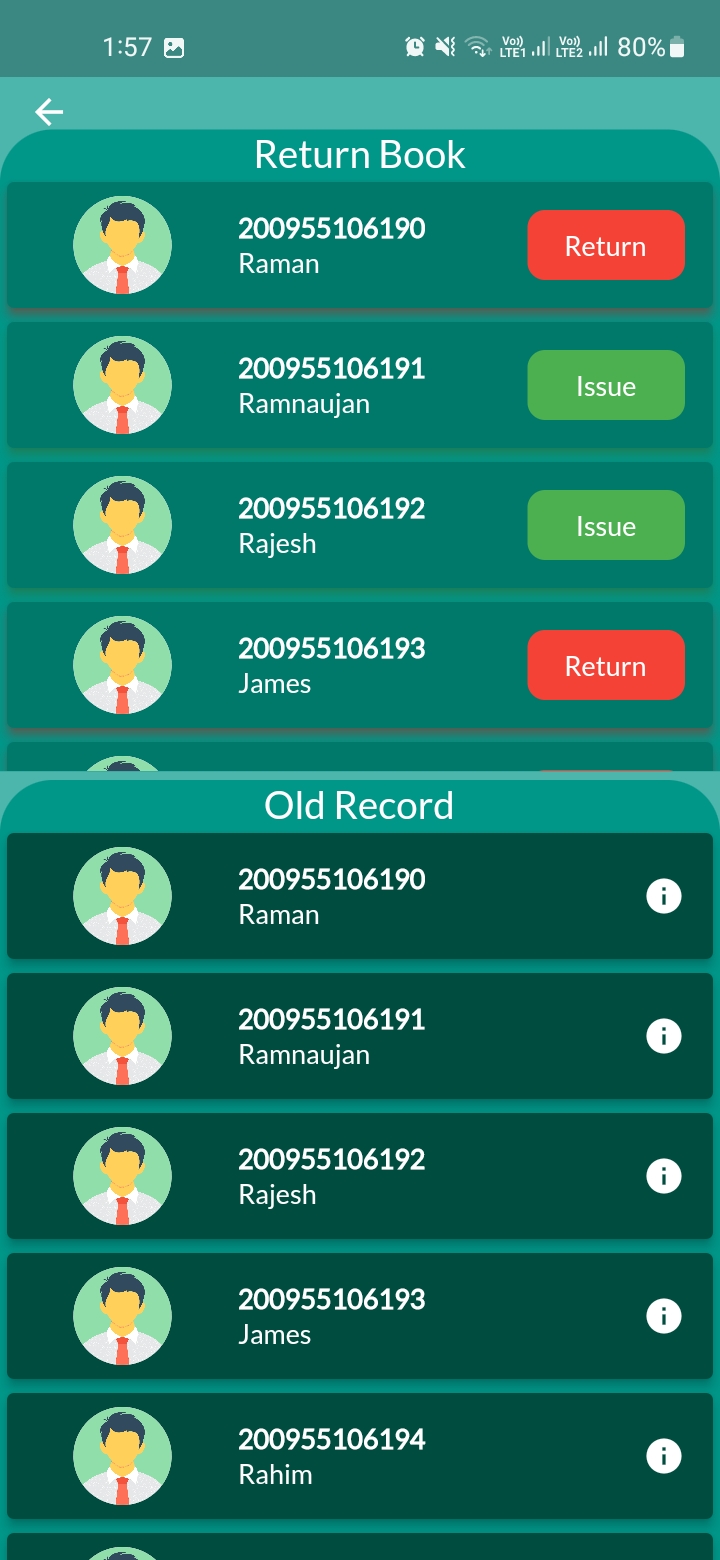 1:57 Vo)) LTE1 Vo)) LTE2 80%
Return Book
200955106190
Raman
Return
200955106191
Ramnaujan
Issue
200955106192
Rajesh
Issue
200955106193
James
Return
Old Record
200955106190
Raman
200955106191
Ramnaujan
200955106192
Rajesh
200955106193
James
200955106194
Rahim